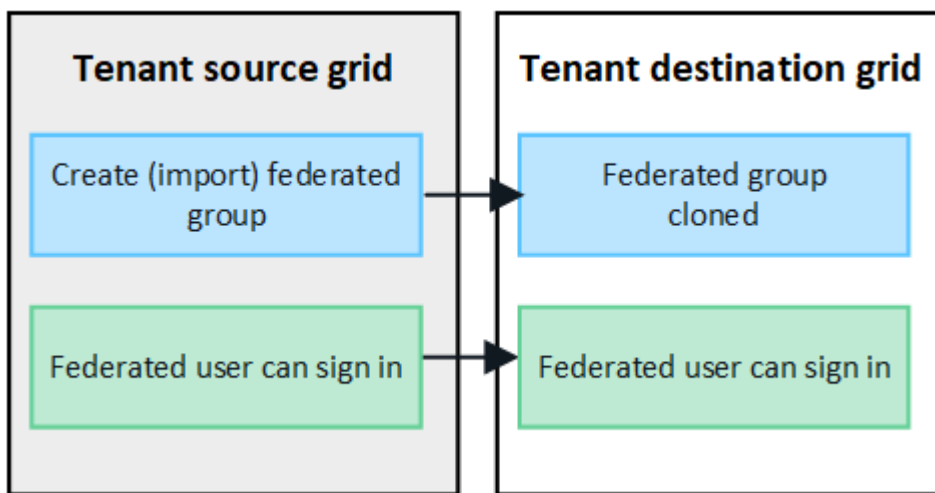 Tenant source grid
Create (import) federated
group
Federated user can sign in
Tenant destination grid
Federated group
cloned
Federated user can sign in